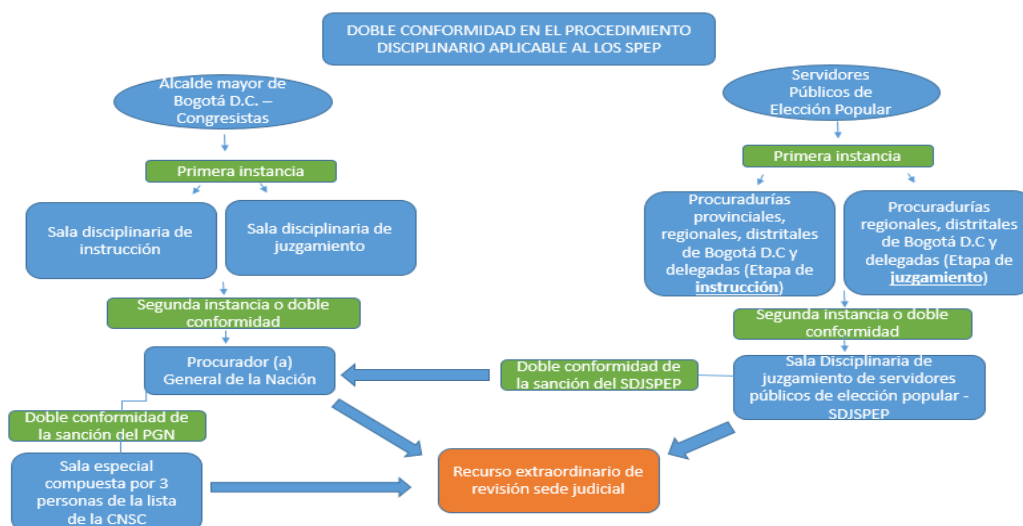 DOBLE CONFORMIDAD EN EL PROCEDIMIENTO
DISCIPLINARIO APLICABLE AL LOS SPEP
Alcalde mayor de
Bogotá D.C. –
Congresistas
Primera instancia
Sala disciplinaria de
instrucción
Sala disciplinaria de
juzgamiento
Segunda instancia o doble
conformidad
Procurador (a)
General de la Nación
Doble conformidad de
la sanción del PGN
Sala especial
compuesta por 3
personas de la lista
de la CNSC
Servidores
Públicos de
Elección Popular
Primera instancia
Procuradurías
provinciales,
regionales, distritales
de Bogotá D.C y
delegadas (Etapa de
instrucción)
Procuradurías
regionales, distritales
de Bogotá D.C y
delegadas (Etapa de
juzgamiento)
Segunda instancia o doble
conformidad
Sala Disciplinaria de
juzgamiento de servidores
públicos de elección popular -
SDJSPEP
Doble conformidad de
la sanción del SDJSPEP
Recurso extraordinario de
revisión sede judicial